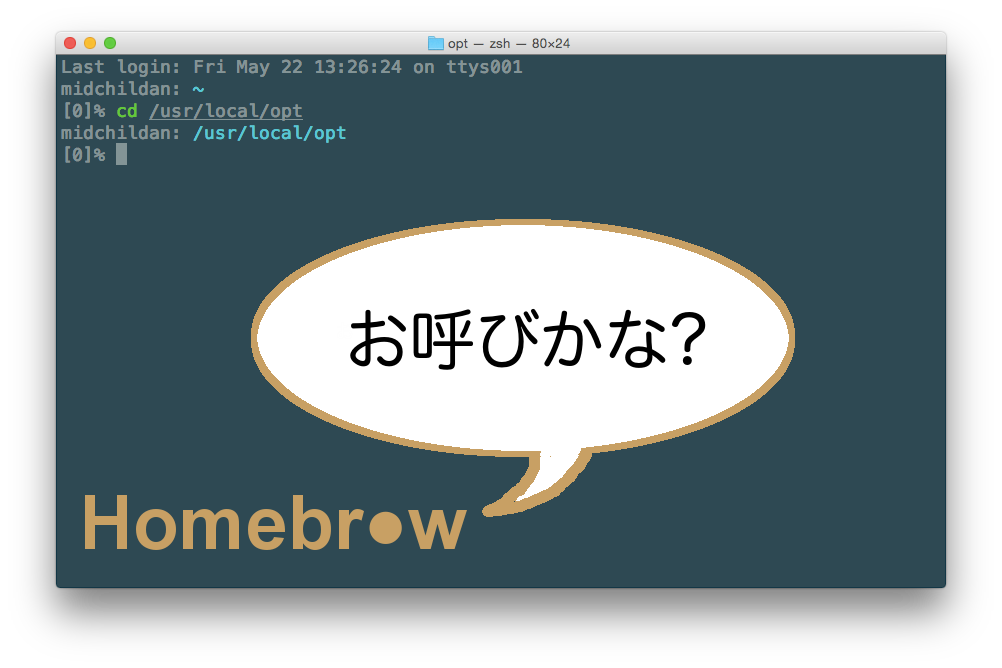 opt — zsh — 80×24
Last login: Fri May 22 13:26:24 on ttys001
midchildan: ~
[0]% cd /usr/local/opt
midchildan: /usr/local/opt
[0]%
お呼びかな?
Homebr●w